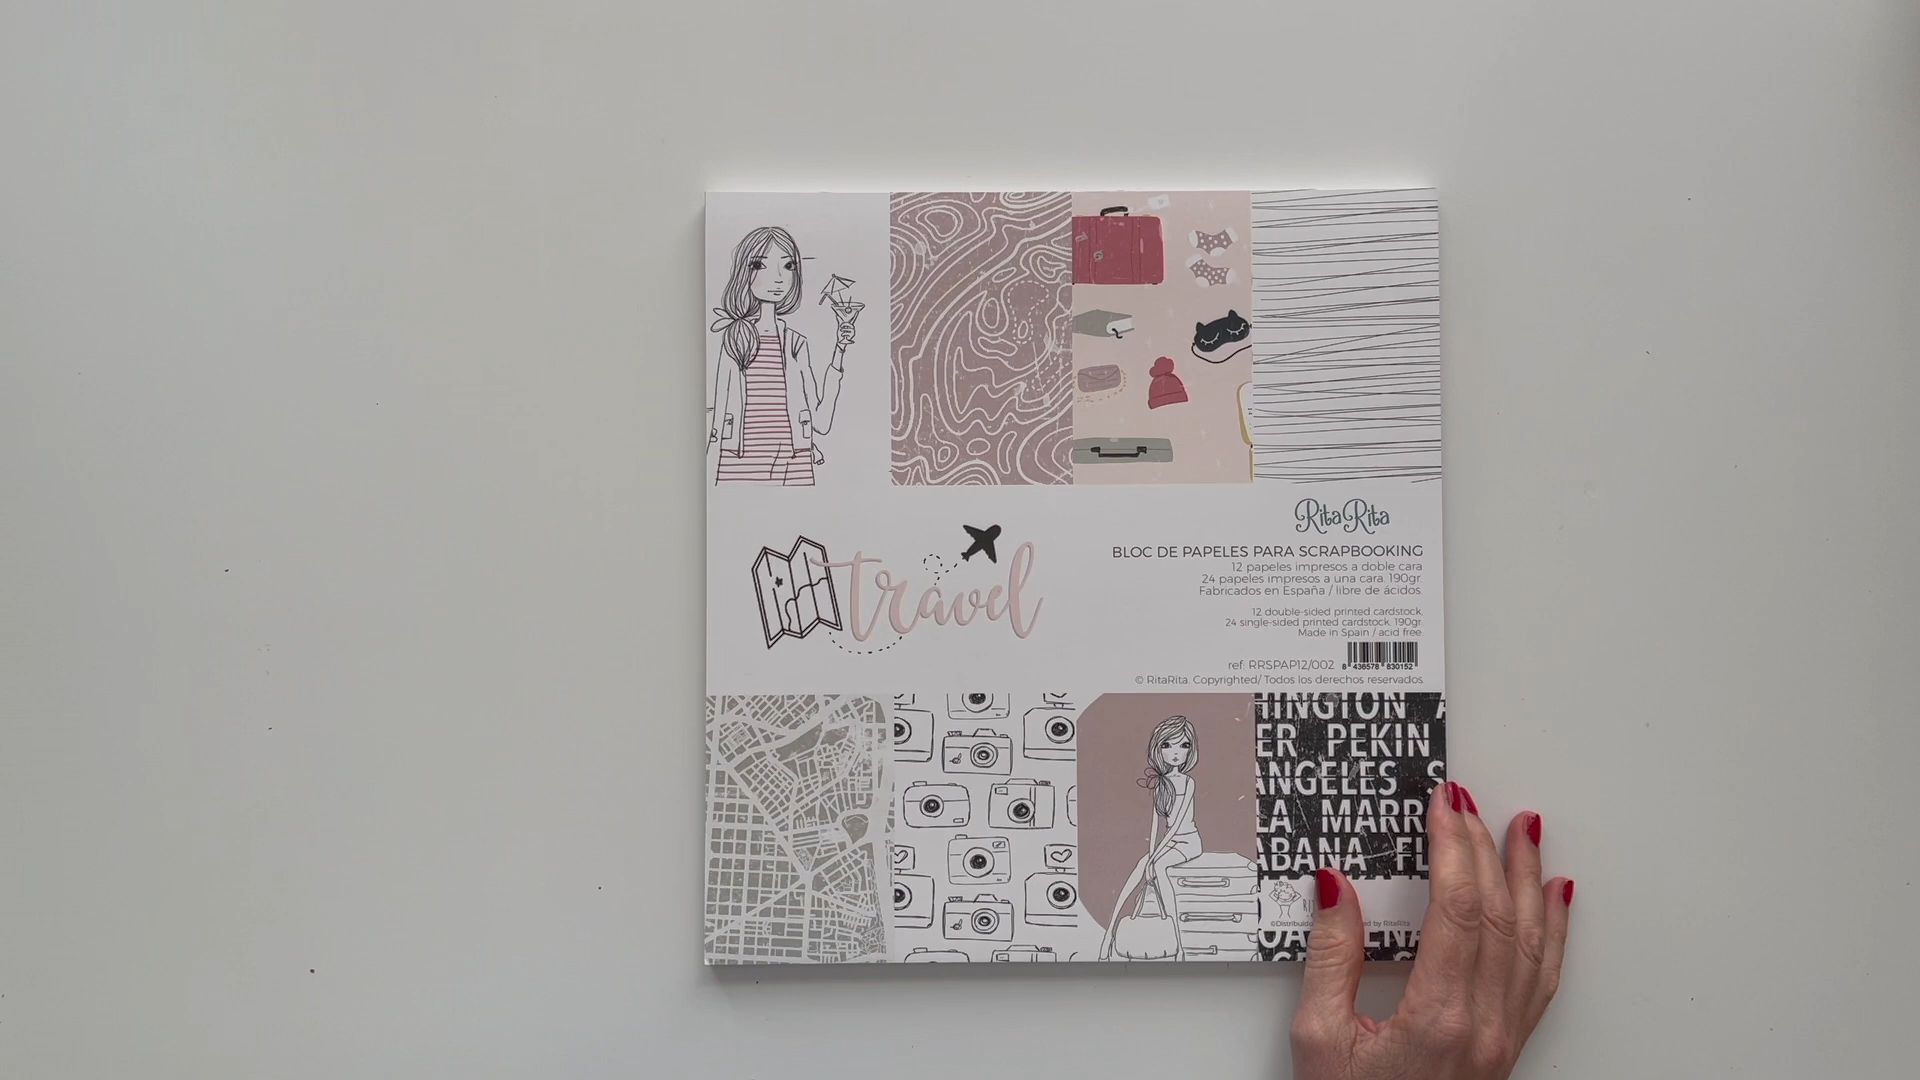 RitaRita
BLOC DE PAPELES PARA SCRAPBOOKING
12 papeles impresos a doble cara
24 papeles impresos a una cara. 190gr.
Fabricados en España / libre de ácidos.
travel
12 double-sided printed cardstock.
24 single-sided printed cardstock. 190gr.
Made in Spain / acid free.
ref: RRSPAP12/002
8 436578 830152
© RitaRita. Copyrighted/ Todos los derechos reservados.
HINGTON
ER PEKIN
ANGELES S
LA MARR
ABANA FL